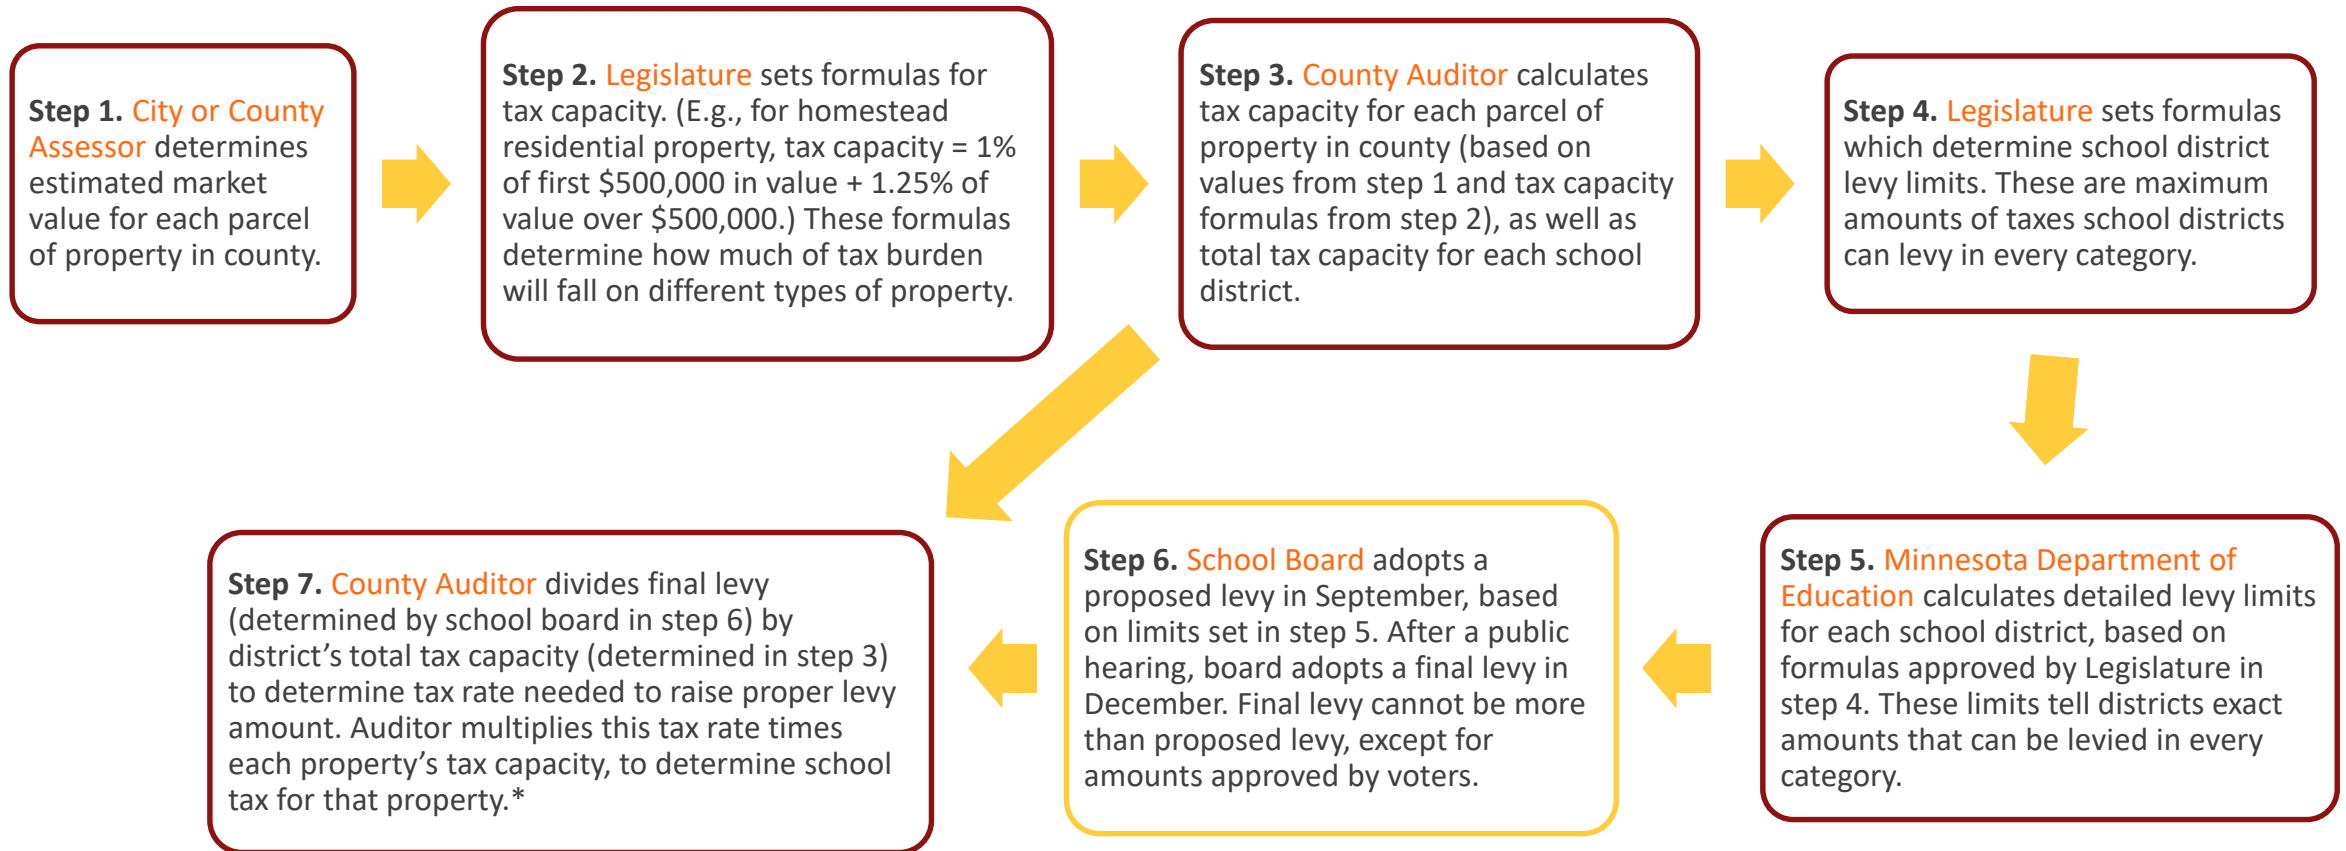 Step 1. City or County
Assessor determines
estimated market
value for each parcel
of property in county.
Step 2. Legislature sets formulas for
tax capacity. (E.g., for homestead
residential property, tax capacity = 1%
of first $500,000 in value + 1.25% of
value over $500,000.) These formulas
determine how much of tax burden
will fall on different types of property.
Step 3. County Auditor calculates
tax capacity for each parcel of
property in county (based on
values from step 1 and tax capacity
formulas from step 2), as well as
total tax capacity for each school
district.
Step 4. Legislature sets formulas
which determine school district
levy limits. These are maximum
amounts of taxes school districts
can levy in every category.
Step 5. Minnesota Department of
Education calculates detailed levy limits
for each school district, based on
formulas approved by Legislature in
step 4. These limits tell districts exact
amounts that can be levied in every
category.
Step 6. School Board adopts a
proposed levy in September, based
on limits set in step 5. After a public
hearing, board adopts a final levy in
December. Final levy cannot be more
than proposed levy, except for
amounts approved by voters.
Step 7. County Auditor divides final levy
(determined by school board in step 6) by
district’s total tax capacity (determined in step 3)
to determine tax rate needed to raise proper levy
amount. Auditor multiplies this tax rate times
each property’s tax capacity, to determine school
tax for that property.*